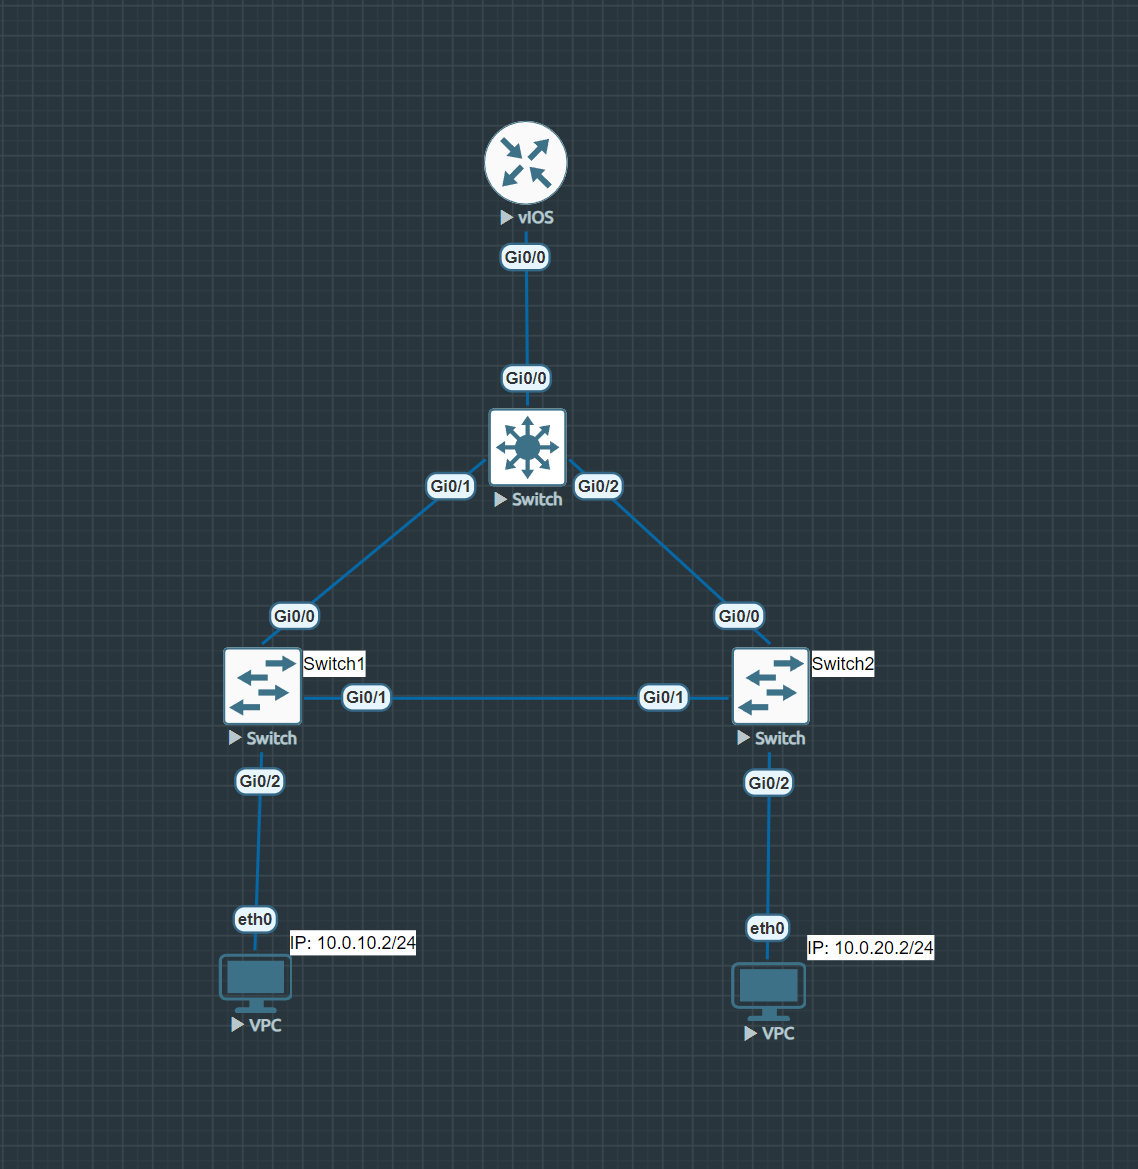 vIOS
Gi0/0
Gi0/0
Gi0/1
Gi0/2
Switch
Gi0/0
Gi0/0
Switch1
Switch2
Gi0/1
Gi0/1
Switch
Switch
Gi0/2
Gi0/2
eth0
eth0
IP: 10.0.10.2/24
IP: 10.0.20.2/24
VPC
VPC